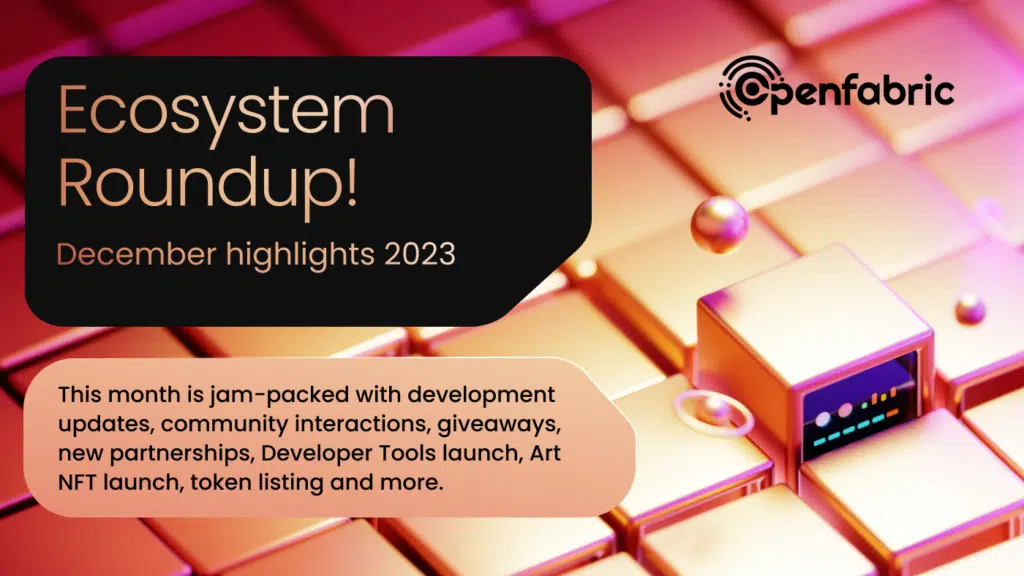 Ecosystem
Roundup!
December highlights 2023
Openfabric
This month is jam-packed with development
updates, community interactions, giveaways,
new partnerships, Developer Tools launch, Art
NFT launch, token listing and more.